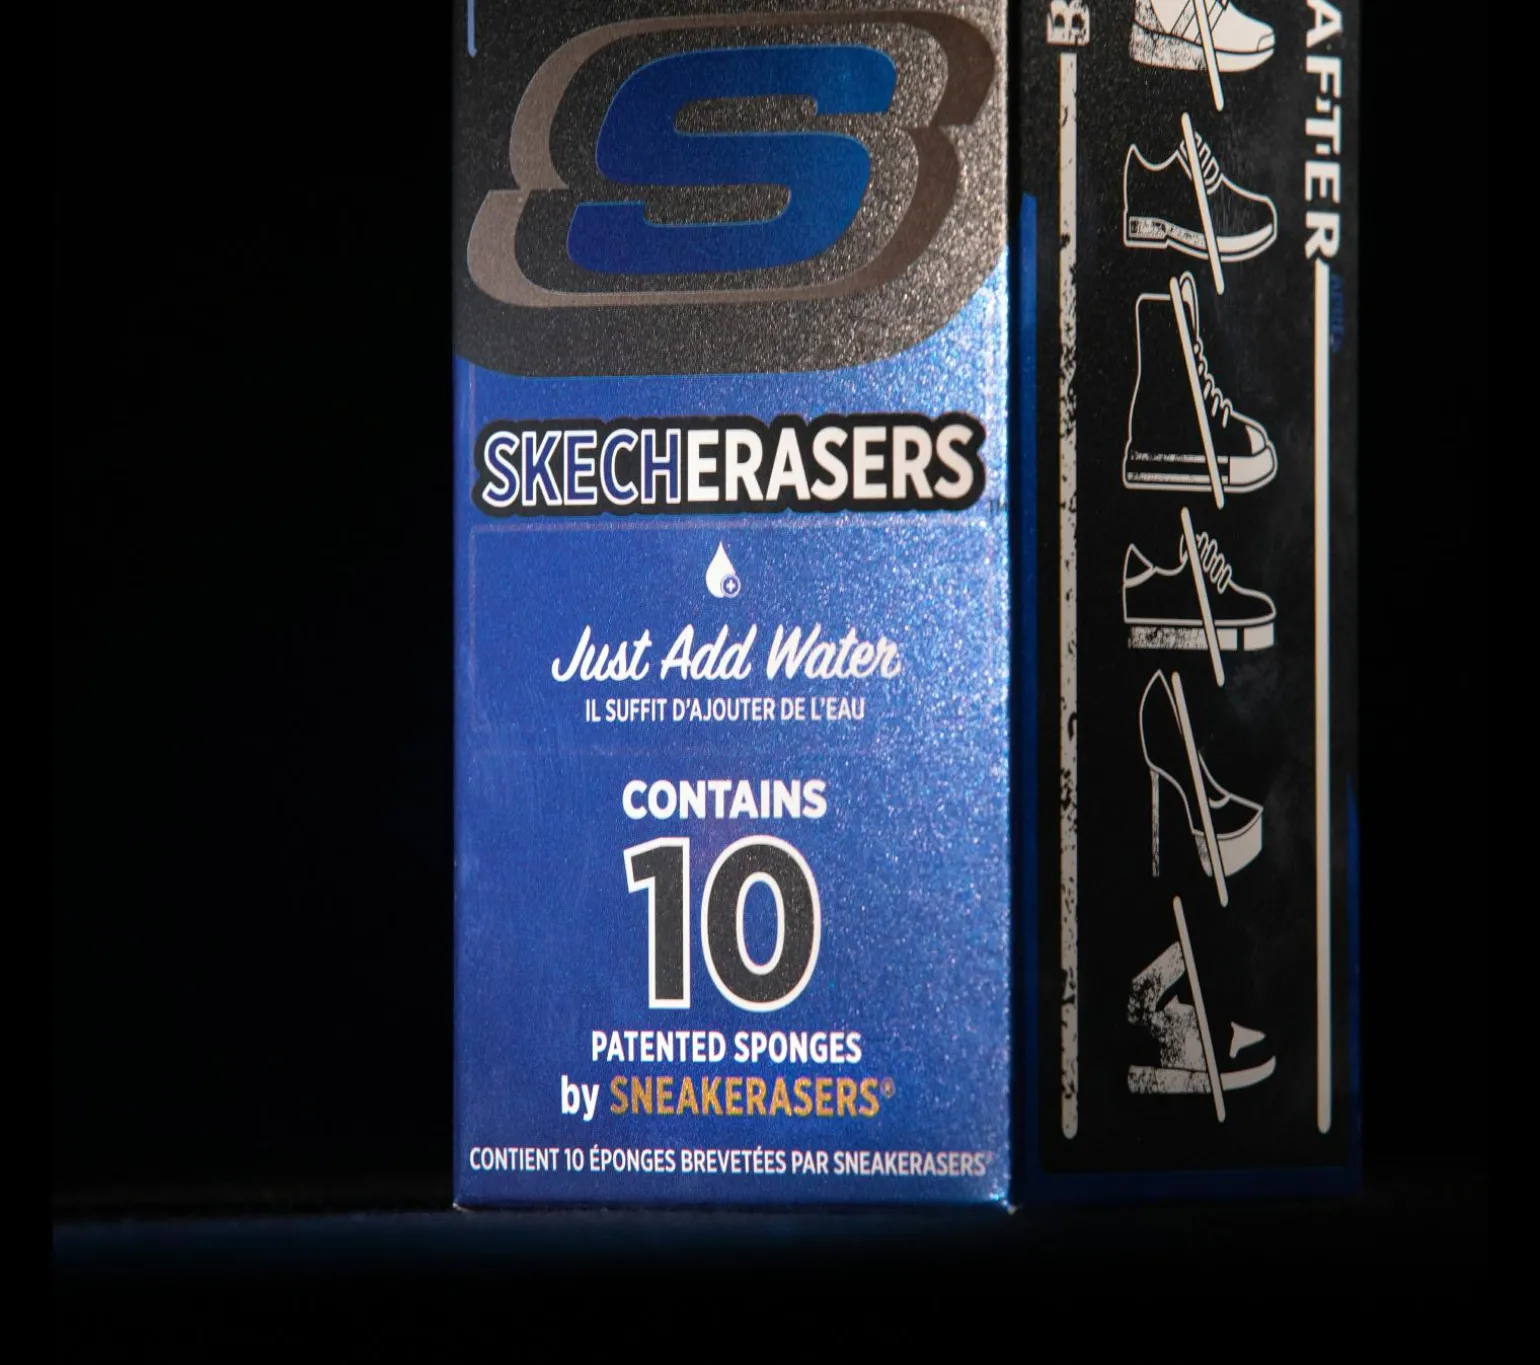 S
SKECHERASERS
Just Add Water
IL SUFFIT D'AJOUTER DE L'EAU
CONTAINS
10
PATENTED SPONGES
by SNEAKERASERS®
CONTIENT 10 ÉPONGES BREVETÉES PAR SNEAKERASERS®
AFTER